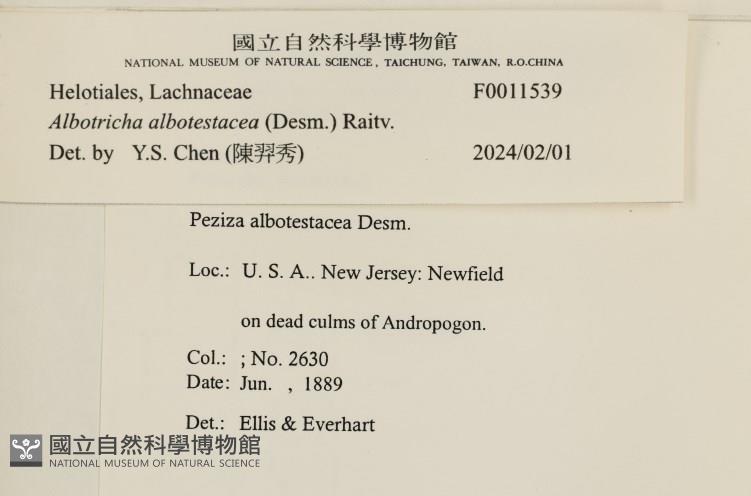 國立自然科學博物館
NATIONAL MUSEUM OF NATURAL SCIENCE, TAICHUNG, TAIWAN, R.O.CHINA
Helotiales, Lachnaceae F0011539
Albotricha albotestacea (Desm.) Raitv.
Det. by Y.S. Chen (陳羿秀) 2024/02/01
Peziza albotestacea Desm.
Loc.: U. S. A.. New Jersey: Newfield
on dead culms of Andropogon.
Col.: ; No. 2630
Date: Jun. , 1889
Det.: Ellis & Everhart
國立自然科學博物館
NATIONAL MUSEUM OF NATURAL SCIENCE